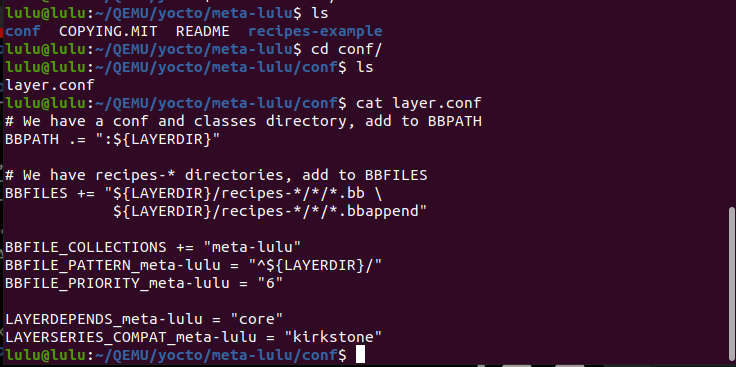 lulu@lulu:~/QEMU/yocto/meta-lulu$ ls
conf  COPYING.MIT  README  recipes-example
lulu@lulu:~/QEMU/yocto/meta-lulu$ cd conf/
lulu@lulu:~/QEMU/yocto/meta-lulu/conf$ ls
layer.conf
lulu@lulu:~/QEMU/yocto/meta-lulu/conf$ cat layer.conf
# We have a conf and classes directory, add to BBPATH
BBPATH .= ":${LAYERDIR}"

# We have recipes-* directories, add to BBFILES
BBFILES += "${LAYERDIR}/recipes-*/*/*.bb \
            ${LAYERDIR}/recipes-*/*/*.bbappend"

BBFILE_COLLECTIONS += "meta-lulu"
BBFILE_PATTERN_meta-lulu = "^${LAYERDIR}/"
BBFILE_PRIORITY_meta-lulu = "6"

LAYERDEPENDS_meta-lulu = "core"
LAYERSERIES_COMPAT_meta-lulu = "kirkstone"
lulu@lulu:~/QEMU/yocto/meta-lulu/conf$